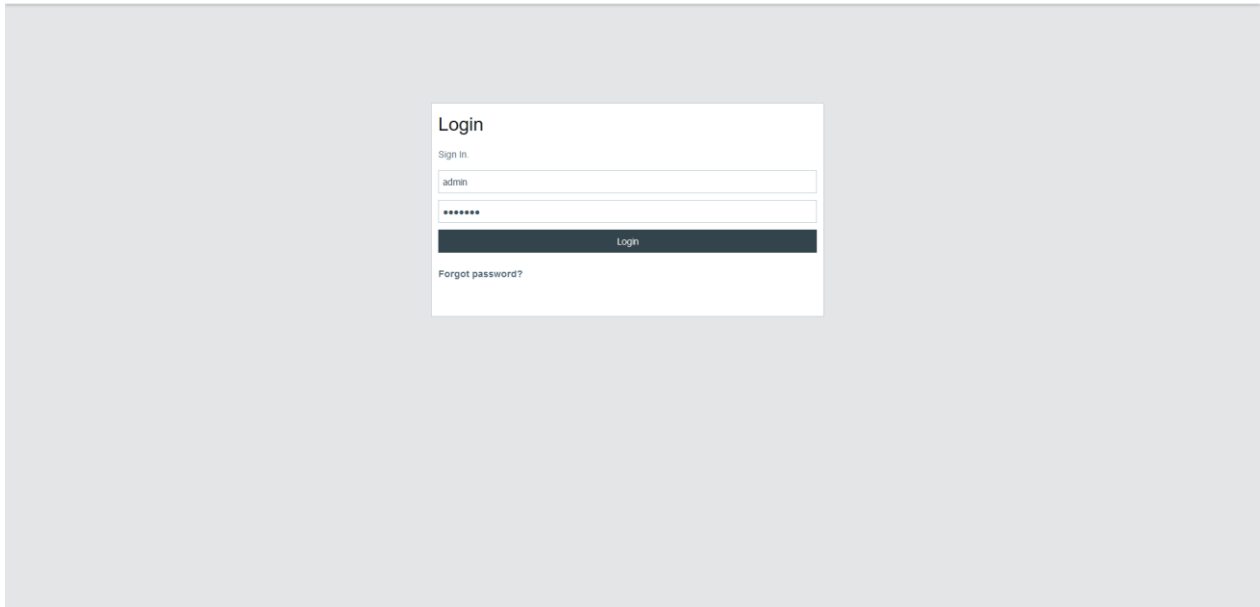 Login
Sign In.
admin
•••••••
Login
Forgot password?